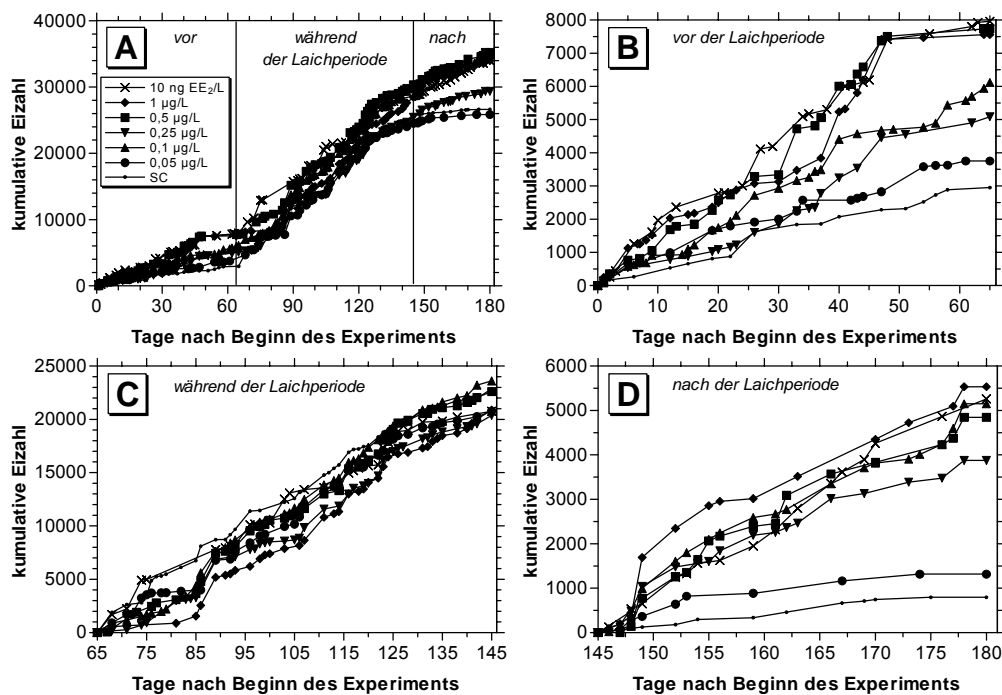 A
vor
während
der Laichperiode
nach
10 ng EE₂/L
1 µg/L
0,5 µg/L
0,25 µg/L
0,1 µg/L
0,05 µg/L
SC
kumulative Eizahl
40000
30000
20000
10000
0
0 30 60 90 120 150 180
Tage nach Beginn des Experiments
B
vor der Laichperiode
kumulative Eizahl
8000
7000
6000
5000
4000
3000
2000
1000
0
0 10 20 30 40 50 60
Tage nach Beginn des Experiments
C
während der Laichperiode
kumulative Eizahl
25000
20000
15000
10000
5000
0
65 75 85 95 105 115 125 135 145
Tage nach Beginn des Experiments
D
nach der Laichperiode
kumulative Eizahl
6000
5000
4000
3000
2000
1000
0
145 150 155 160 165 170 175 180
Tage nach Beginn des Experiments